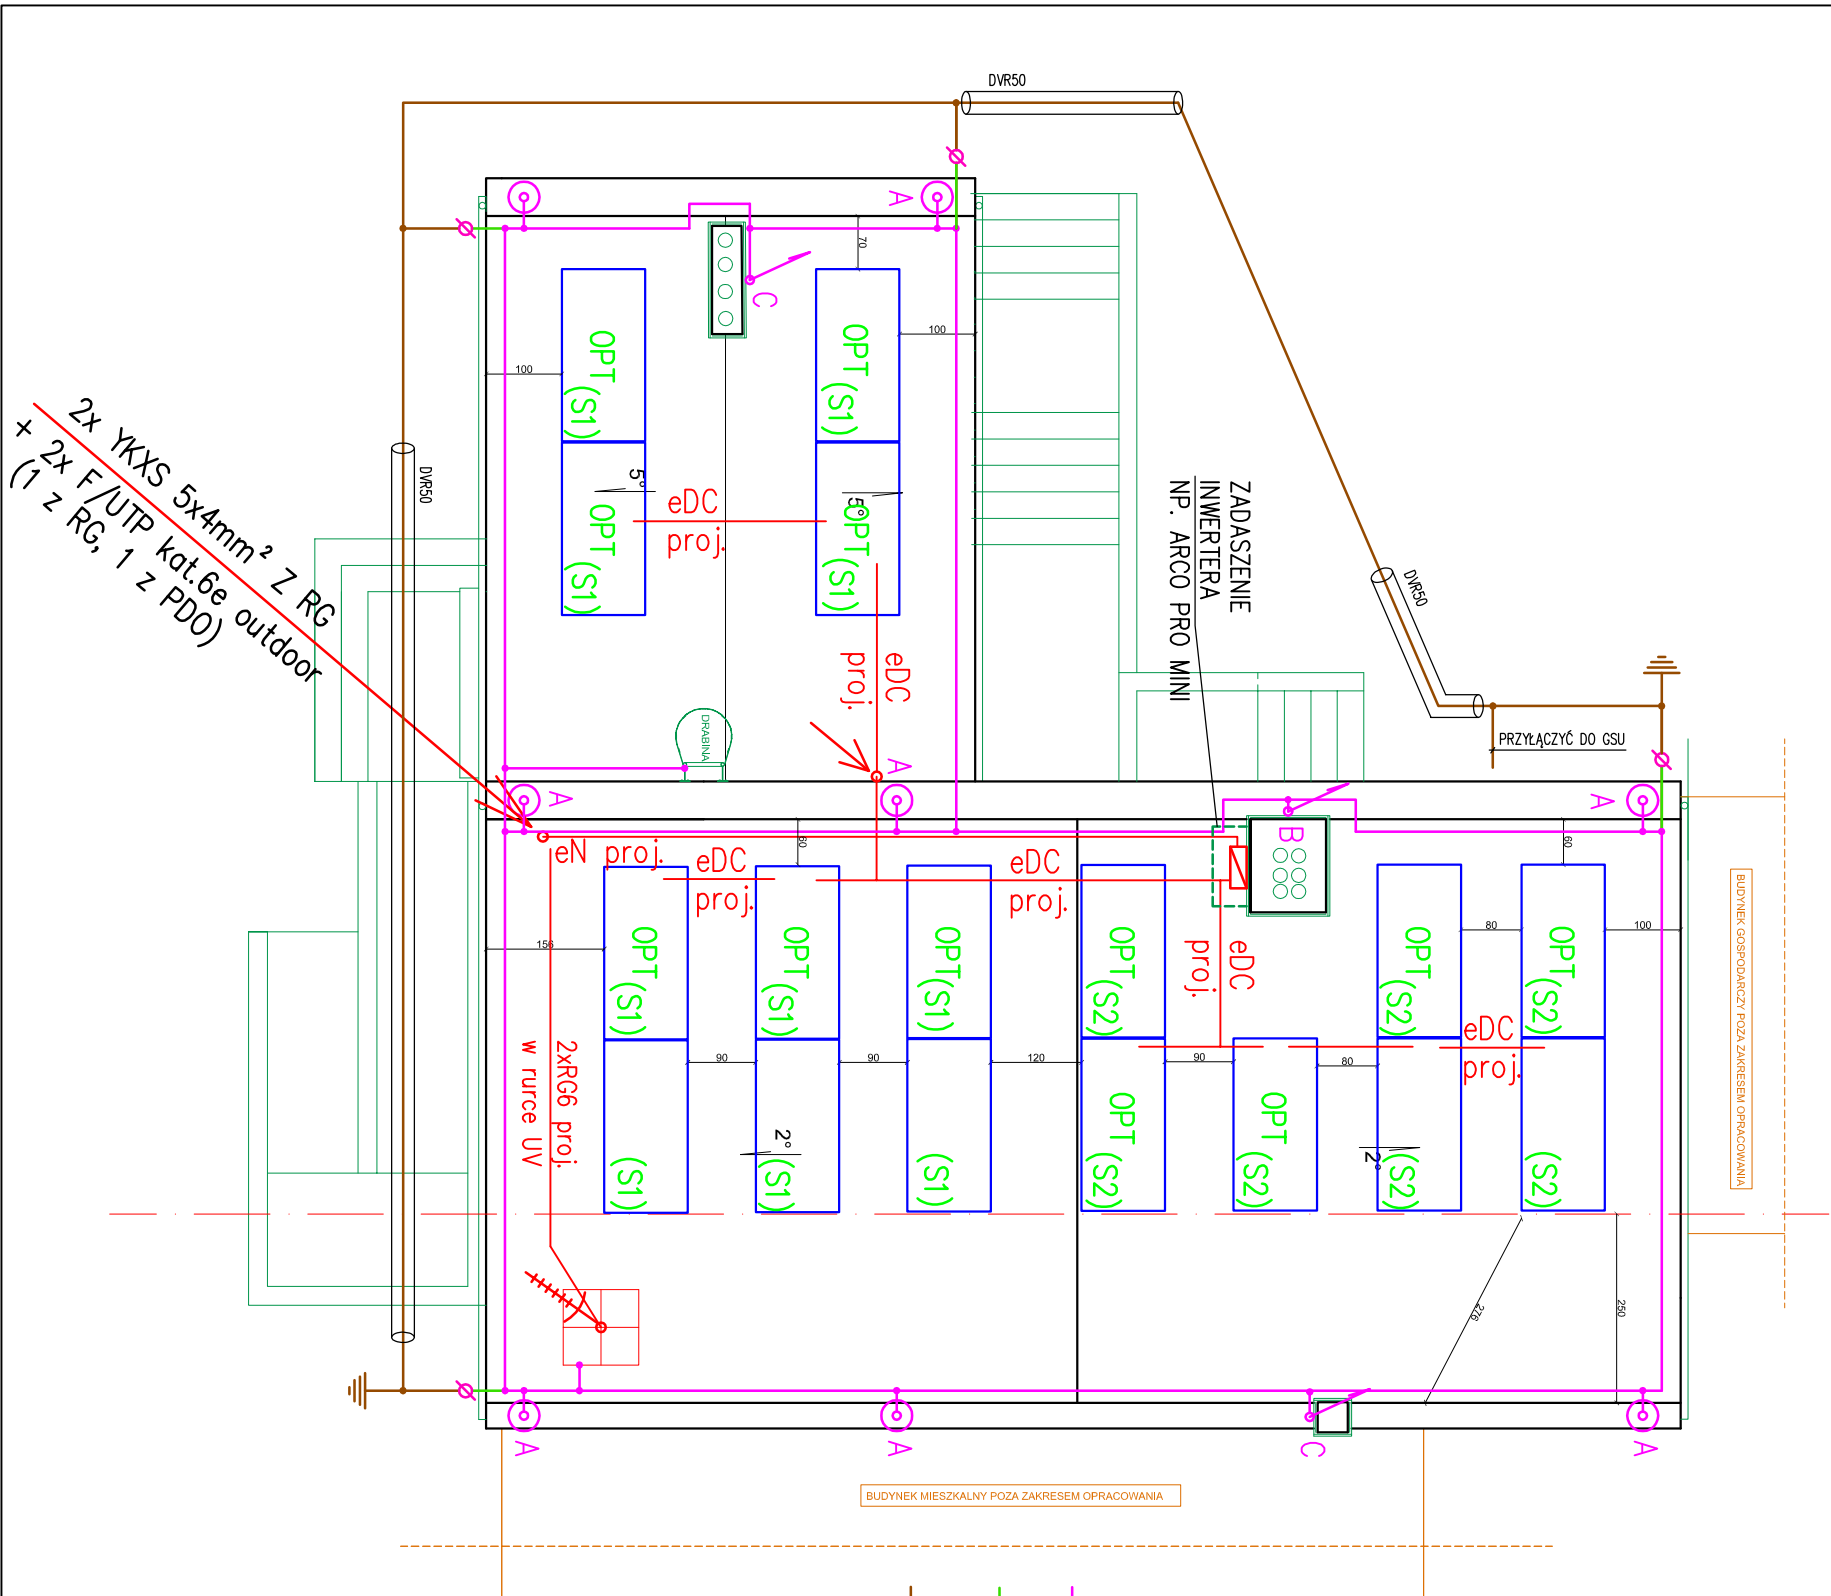 DVR50
A
70
C
100
100
OPT
(S1)
OPT
(S1)
5°
5°
OPT
(S1)
OPT
(S1)
eDC
proj.
eDC
proj.
DVR50
2x YKXS 5x4mm² Z RG
+ 2x F/UTP kat.6e outdoor
(1 z RG, 1 z PDO)
ZADASZENIE
INWERTERA
NP. ARCO PRO MINI
DVR50
PRZYŁĄCZYĆ DO GSU
DRABINA
A
A
A
B
60
60
eN proj.
eDC
proj.
eDC
proj.
eDC
proj.
eDC
proj.
156
80
100
OPT
(S1)
OPT
(S1)
OPT
(S1)
OPT
(S2)
OPT
(S2)
OPT
(S2)
90
90
120
90
80
2xRG6 proj.
w rurce UV
(S1)
2°
(S1)
(S1)
OPT
(S2)
OPT
(S2)
2°
(S2)
(S2)
276
250
BUDYNEK GOSPODARCZY POZA ZAKRESEM OPRACOWANIA
A
A
C
A
BUDYNEK MIESZKALNY POZA ZAKRESEM OPRACOWANIA